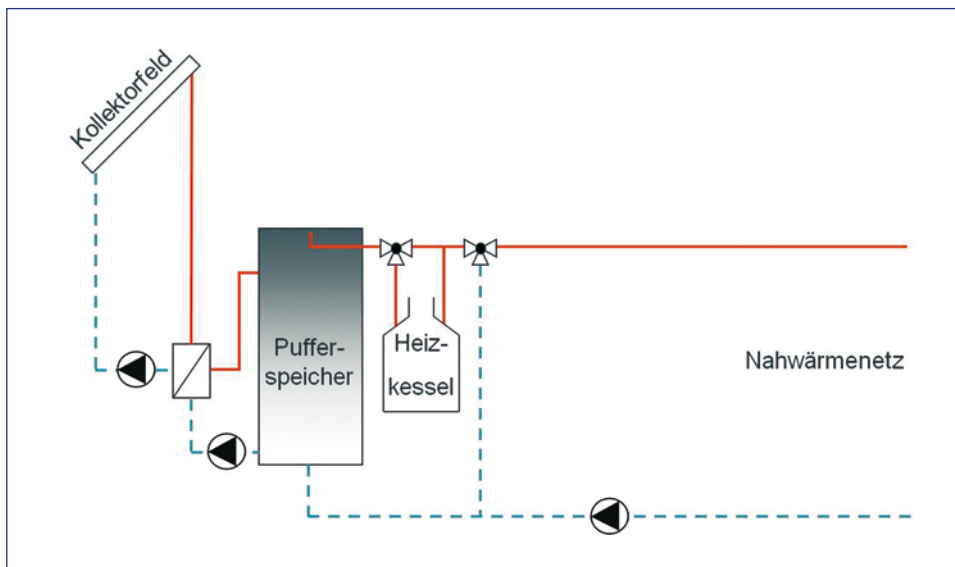 Kollektorfeld
Puffer-
speicher
Heiz-
kessel
Nahwärmenetz